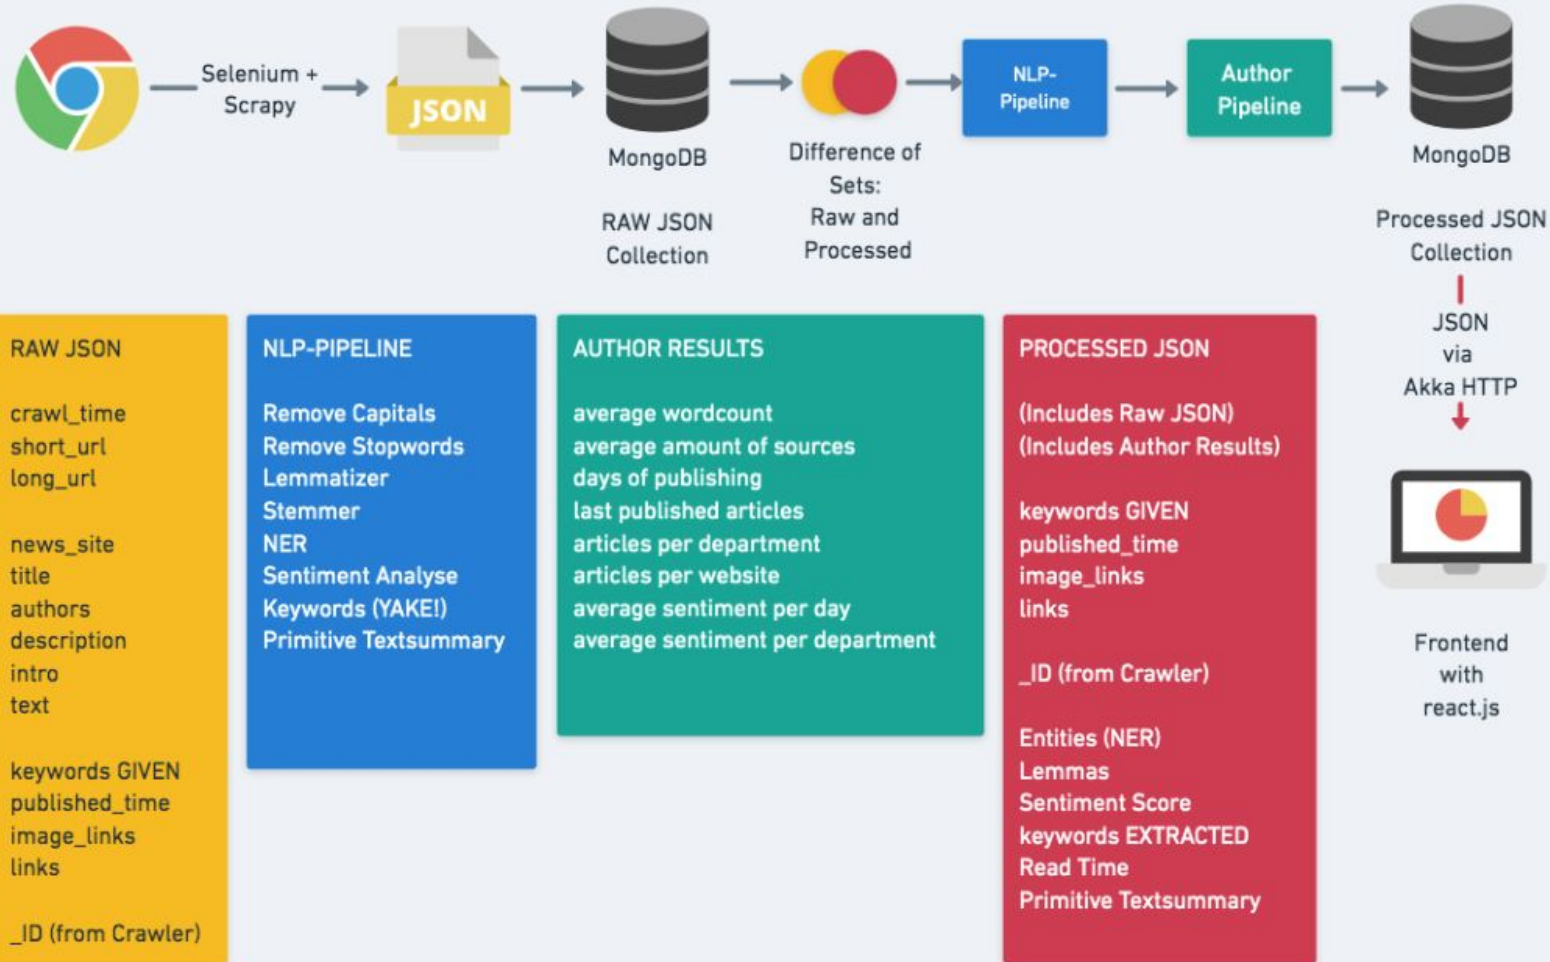 Selenium +
Scrapy
JSON
MongoDB
RAW JSON
Collection
Difference of
Sets:
Raw and
Processed
NLP-
Pipeline
Author
Pipeline
MongoDB
Processed JSON
Collection
JSON
via
Akka HTTP
Frontend
with
react.js
RAW JSON
crawl_time
short_url
long_url
news_site
title
authors
description
intro
text
keywords GIVEN
published_time
image_links
links
_ID (from Crawler)
NLP-PIPELINE
Remove Capitals
Remove Stopwords
Lemmatizer
Stemmer
NER
Sentiment Analyse
Keywords (YAKE!)
Primitive Textsummary
AUTHOR RESULTS
average wordcount
average amount of sources
days of publishing
last published articles
articles per department
articles per website
average sentiment per day
average sentiment per department
PROCESSED JSON
(Includes Raw JSON)
(Includes Author Results)
keywords GIVEN
published_time
image_links
links
_ID (from Crawler)
Entities (NER)
Lemmas
Sentiment Score
keywords EXTRACTED
Read Time
Primitive Textsummary